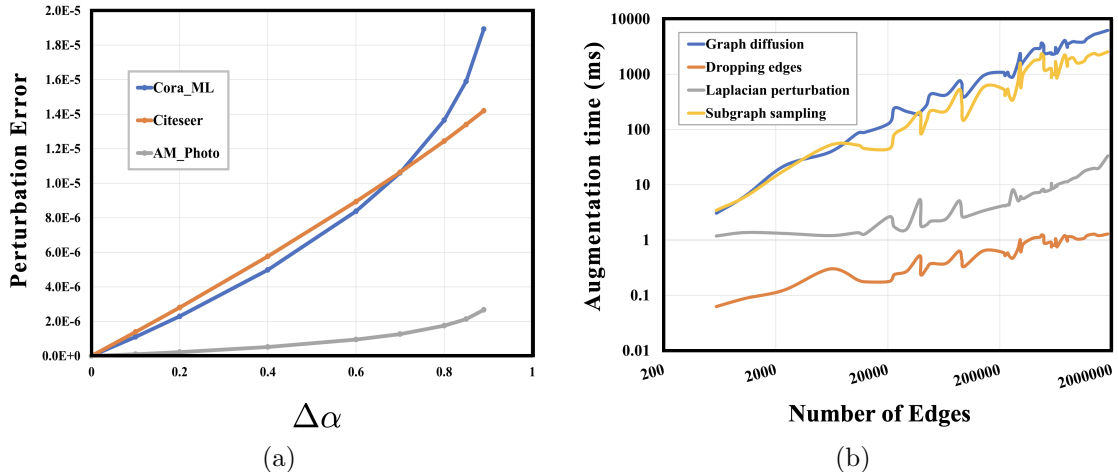 2.0E-5
1.8E-5
1.6E-5
1.4E-5
1.2E-5
1.0E-5
8.0E-6
6.0E-6
4.0E-6
2.0E-6
0.0E+0
Perturbation Error
Cora_ML
Citeseer
AM_Photo
0
0.2
0.4
0.6
0.8
1
Δα
(a)
10000
1000
100
10
1
0.1
0.01
Augmentation time (ms)
Graph diffusion
Dropping edges
Laplacian perturbation
Subgraph sampling
200
2000
20000
200000
2000000
Number of Edges
(b)